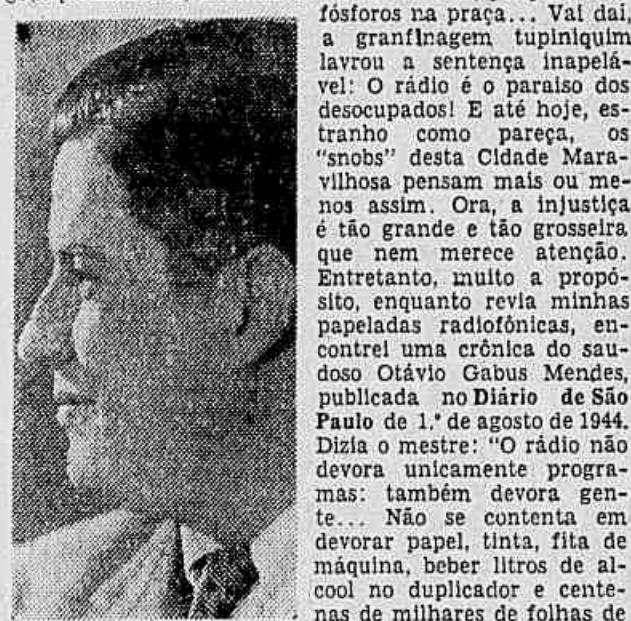 fósforos na praça... Vai daí,
a granfinagem tupiniquim
lavrou a sentença inapelá-
vel: O rádio é o paraiso dos
desocupados! E até hoje, es-
tranho como pareça, os
"snobs" desta Cidade Mara-
vilhosa pensam mais ou me-
nos assim. Ora, a injustiça
é tão grande e tão grosseira
que nem merece atenção.
Entretanto, muito a propó-
sito, enquanto revia minhas
papeladas radiofônicas, en-
contrei uma crônica do sau-
doso Otávio Gabus Mendes,
publicada no Diário de São
Paulo de 1.º de agosto de 1944.
Dizia o mestre: "O rádio não
devora unicamente progra-
mas: também devora gen-
te... Não se contenta em
devorar papel, tinta, fita de
máquina, beber litros de al-
cool no duplicador e cente-
nas de milhares de folhas de